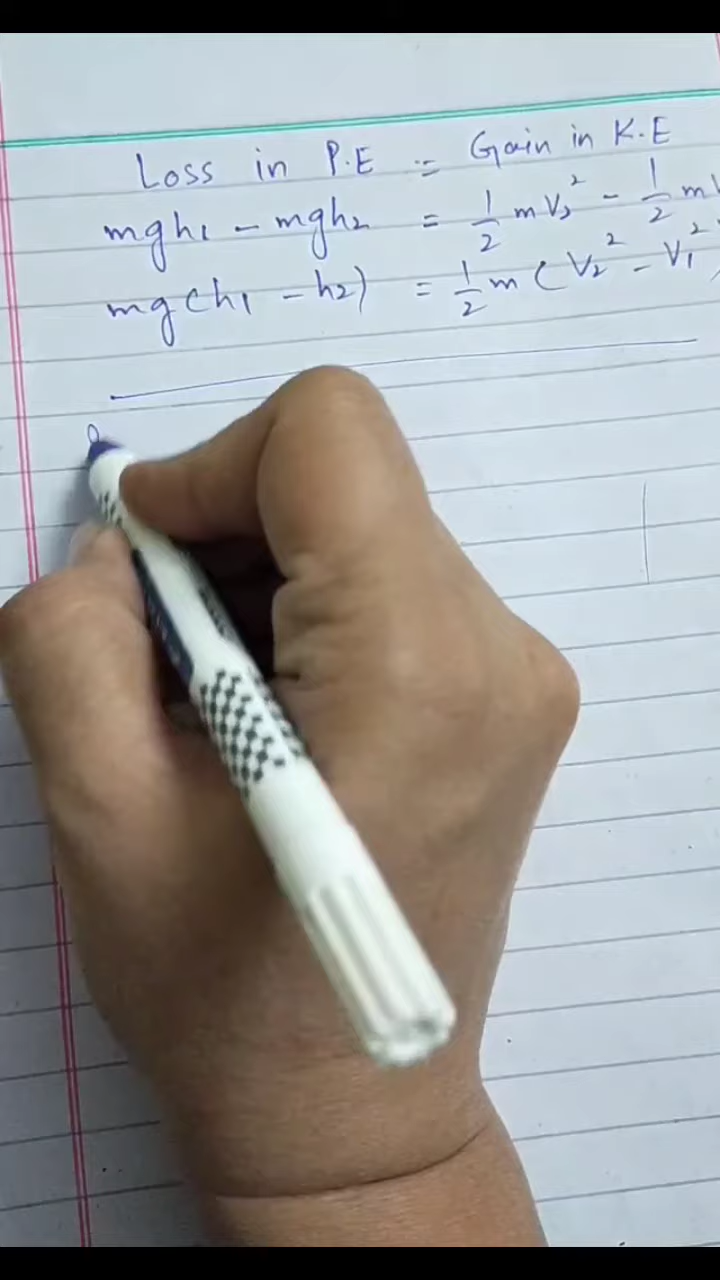 Loss in P.E = Gain in K.E
mgh₁ - mgh₂ = 1/2 mV₂² - 1/2 m
mg(h₁ - h₂) = 1/2 m (V₂² - V₁²